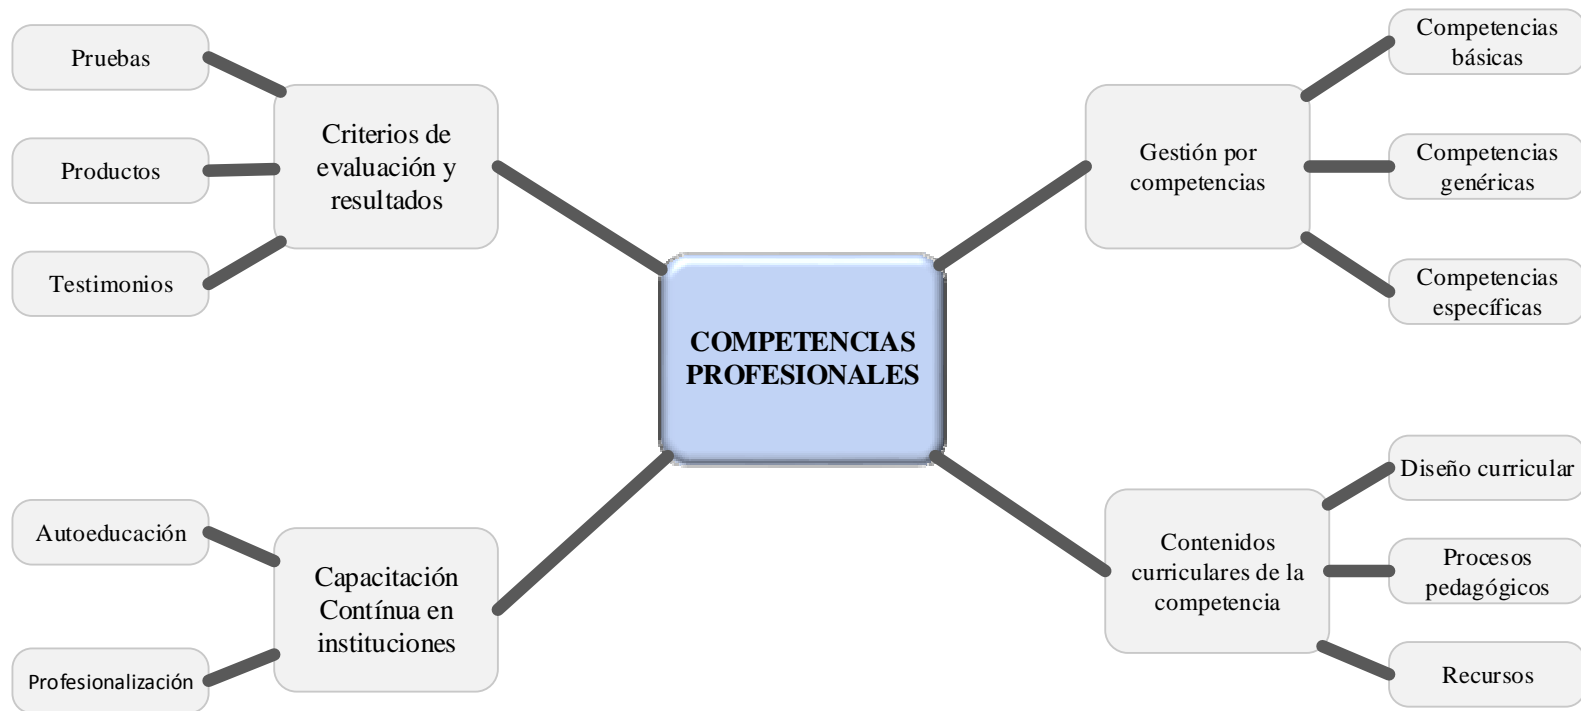 Pruebas
Productos
Testimonios
Criterios de
evaluación y
resultados
Autoeducación
Profesionalización
Capacitación
Contínua en
instituciones
COMPETENCIAS
PROFESIONALES
Gestión por
competencias
Competencias
básicas
Competencias
genéricas
Competencias
específicas
Contenidos
curriculares de la
competencia
Diseño curricular
Procesos
pedagógicos
Recursos